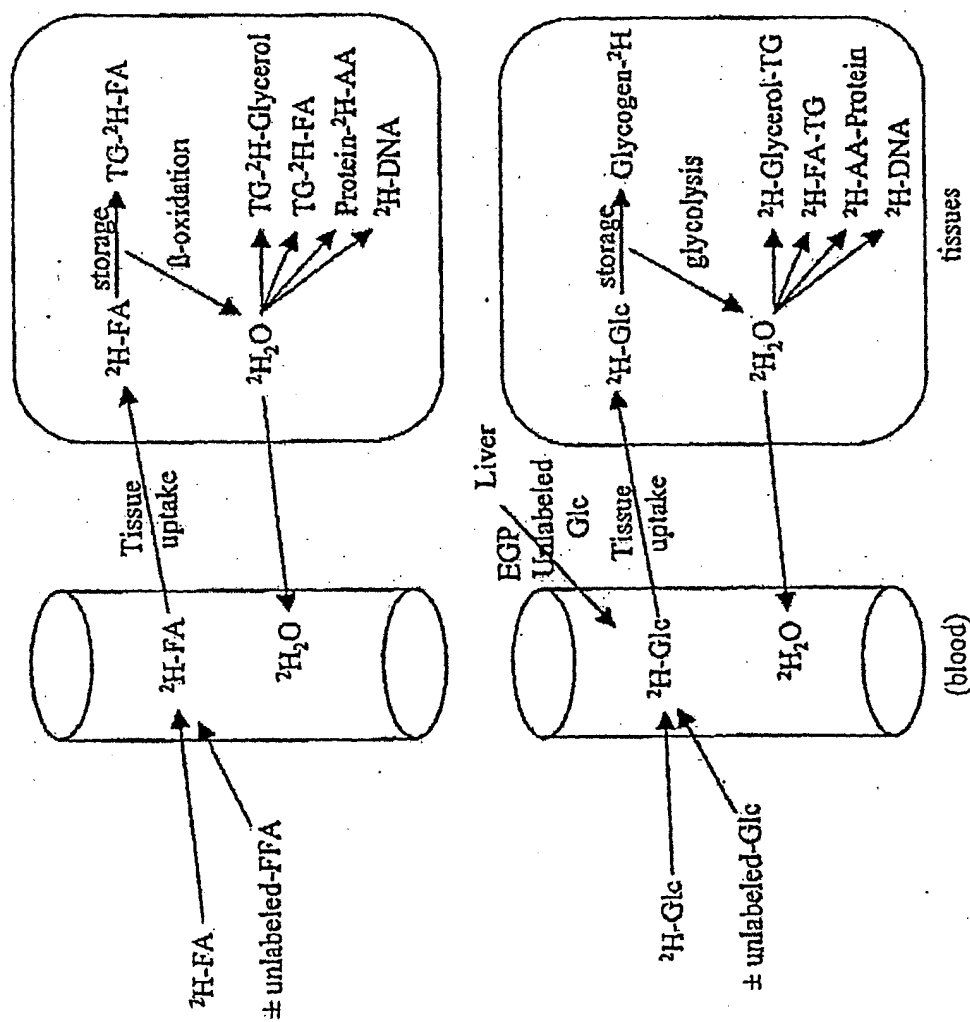 ²H-FA
± unlabeled-FFA
²H-FA
²H₂O
Tissue
uptake
²H-FA
storage
TG-²H-FA
ß-oxidation
²H₂O
TG-²H-Glycerol
TG-²H-FA
Protein-²H-AA
²H-DNA
²H-Glc
± unlabeled-Glc
²H-Glc
²H₂O
EGP
Liver
Unlabeled
Glc
Tissue
uptake
²H-Glc
storage
Glycogen-²H
glycolysis
²H₂O
²H-Glycerol-TG
²H-FA-TG
²H-AA-Protein
²H-DNA
(blood)
tissues